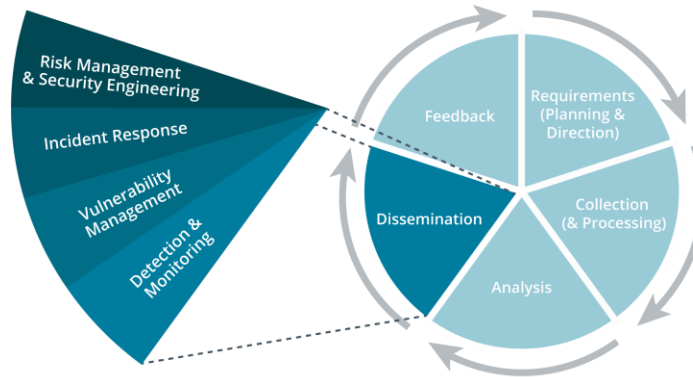 Risk Management
& Security Engineering
Incident Response
Vulnerability
Management
Detection &
Monitoring
Feedback
Requirements
(Planning &
Direction)
Dissemination
Collection
(& Processing)
Analysis